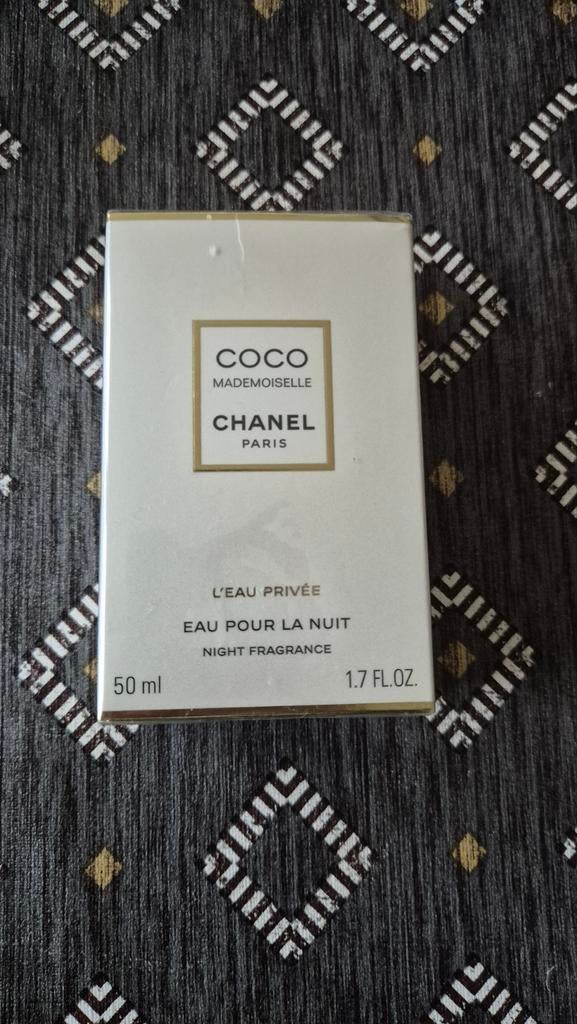 COCO
MADEMOISELLE
CHANEL
PARIS
L'EAU PRIVÉE
EAU POUR LA NUIT
NIGHT FRAGRANCE
50 ml 1.7 FL.OZ.